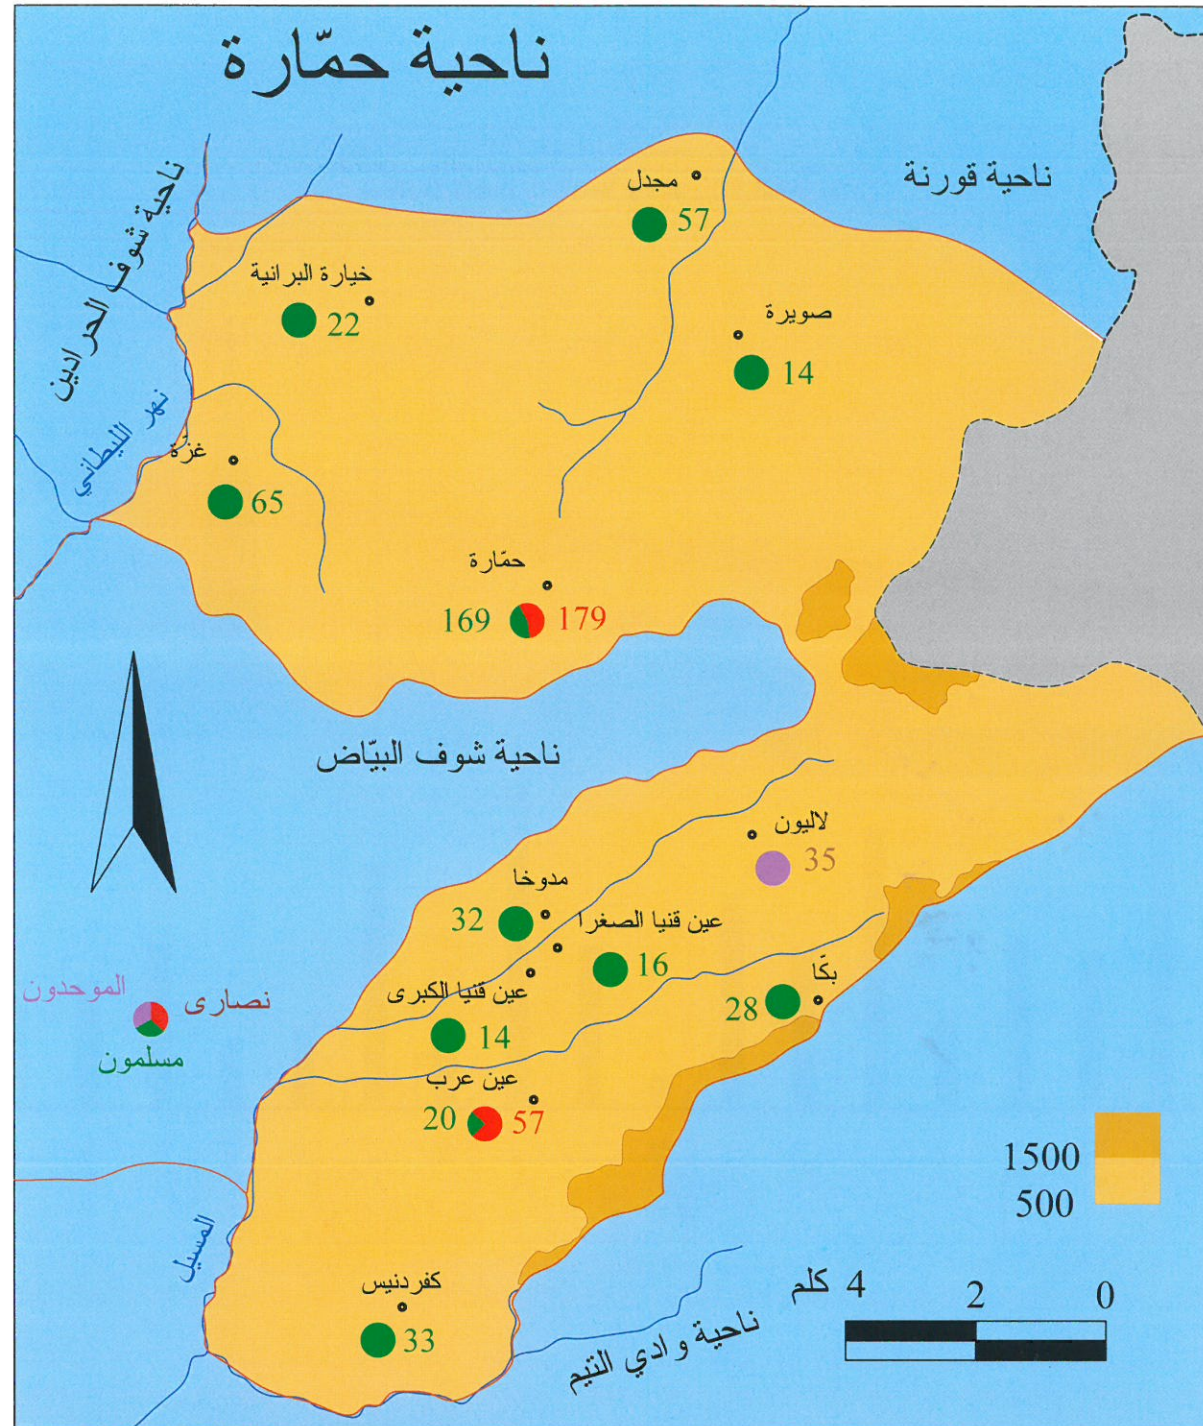 ناحية حمّارة
ناحية قورنة
ناحية شوف الحرادين
نهر الليطاني
مجدل
57
خيارة البرانية
22
صويرة
14
غزّة
65
حمّارة
169
179
ناحية شوف البيّاض
لاليون
35
مدوخا
32
عين قنيا الصغرا
16
بكّا
28
عين قنيا الكبرى
14
عين عرب
20
57
الموحدون
نصارى
مسلمون
1500
500
المسيل
كفردنيس
33
ناحية وادي التيم
0
2
4 كلم